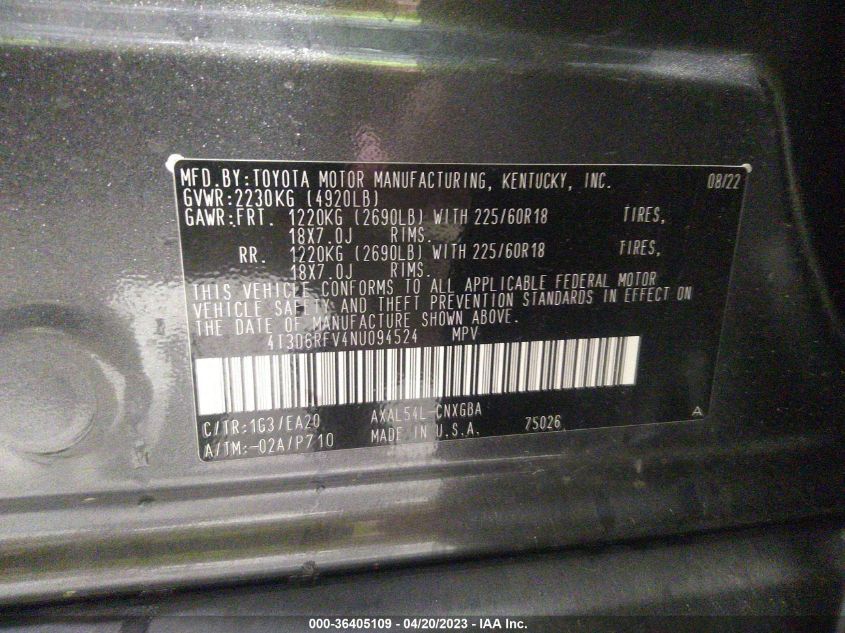 MFD.BY:TOYOTA MOTOR MANUFACTURING, KENTUCKY, INC. 08/22
GVWR:2230KG (4920LB)
GAWR:FRT. 1220KG (2690LB) WITH 225/60R18 TIRES,
18X7.0J RIMS.
RR. 1220KG (2690LB) WITH 225/60R18 TIRES,
18X7.0J RIMS.
THIS VEHICLE CONFORMS TO ALL APPLICABLE FEDERAL MOTOR
VEHICLE SAFETY AND THEFT PREVENTION STANDARDS IN EFFECT ON
THE DATE OF MANUFACTURE SHOWN ABOVE.
4T3D6RFV4NU094524 MPV
C/TR:1G3/EA20 AXAL54L-CNXGBA A
A/TM:-02A/P710 MADE IN U.S.A. 75026
000-36405109 - 04/20/2023 - IAA Inc.